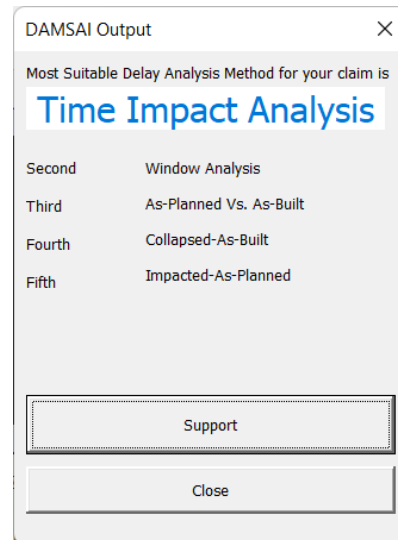 DAMSAI Output
Most Suitable Delay Analysis Method for your claim is
Time Impact Analysis
Second Window Analysis
Third As-Planned Vs. As-Built
Fourth Collapsed-As-Built
Fifth Impacted-As-Planned
Support
Close